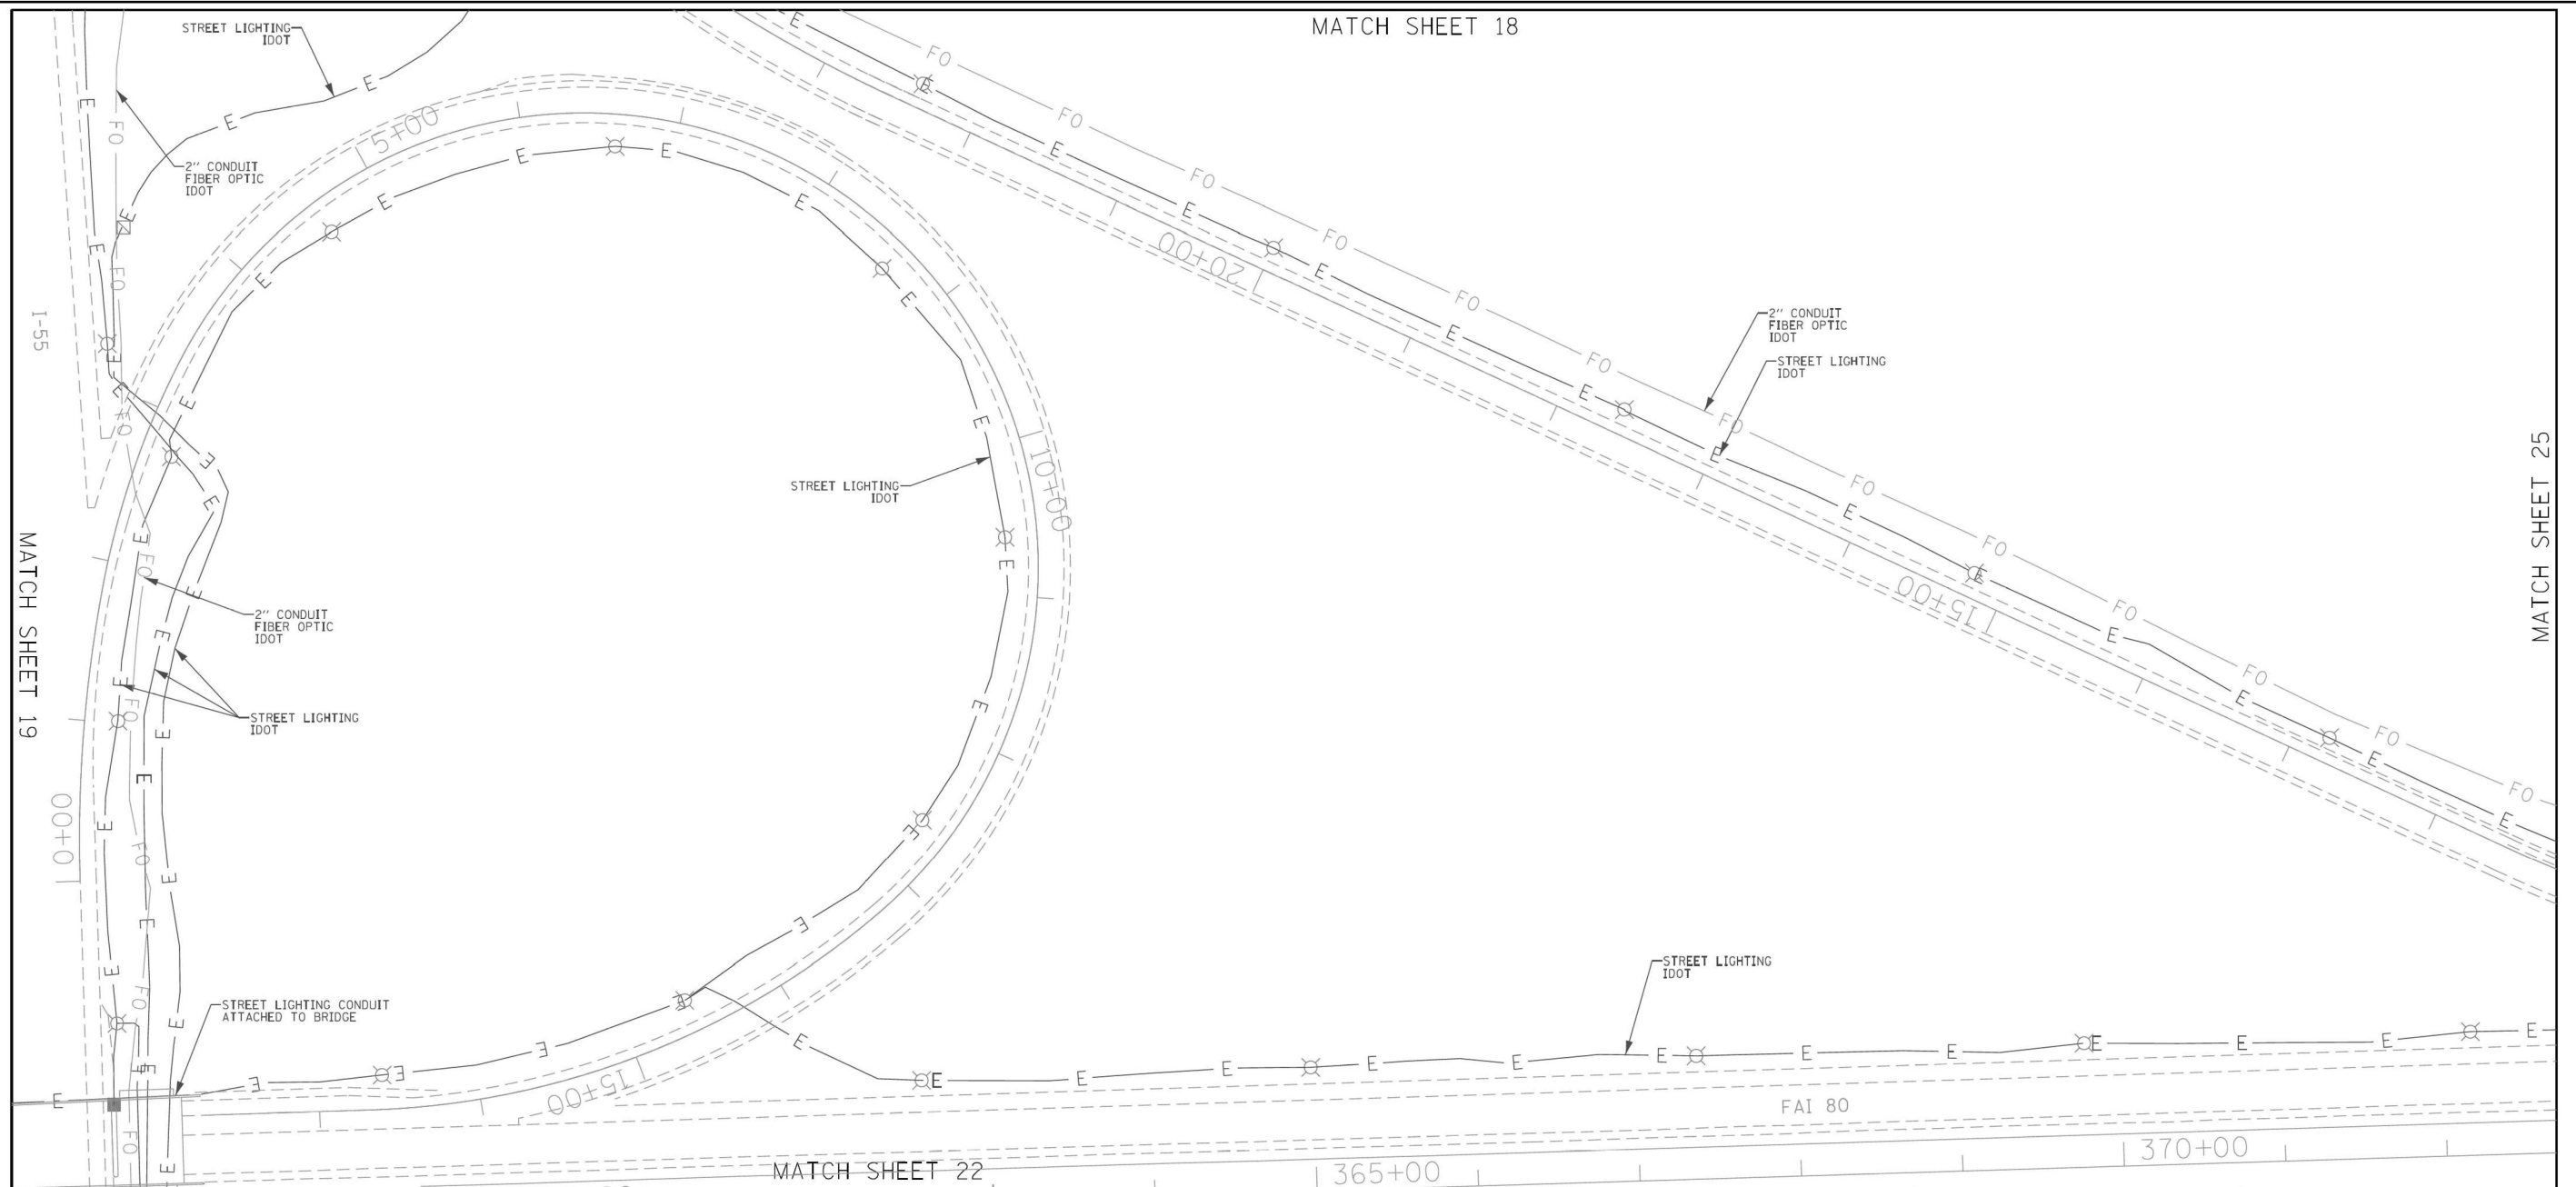 MATCH SHEET 18
STREET LIGHTING
IDOT
2" CONDUIT
FIBER OPTIC
IDOT
5+00
I-55
20+00
2" CONDUIT
FIBER OPTIC
IDOT
STREET LIGHTING
IDOT
MATCH SHEET 25
STREET LIGHTING
IDOT
10+00
MATCH SHEET 19
2" CONDUIT
FIBER OPTIC
IDOT
15+00
STREET LIGHTING
IDOT
0+00
STREET LIGHTING
IDOT
STREET LIGHTING CONDUIT
ATTACHED TO BRIDGE
15+00
FAI 80
370+00
MATCH SHEET 22
365+00
E
FO